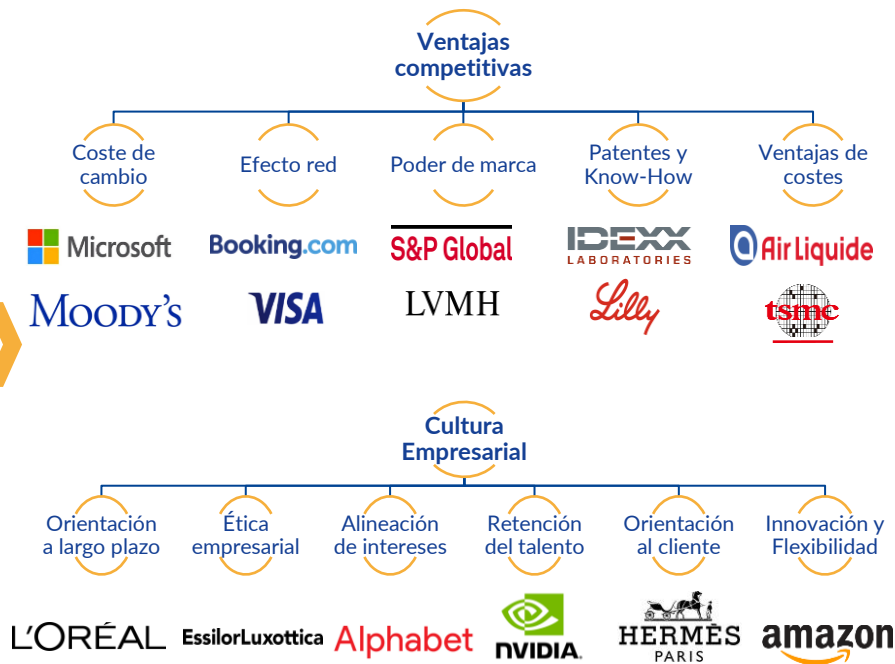 Ventajas
competitivas
Coste de
cambio
Efecto red
Poder de marca
Patentes y
Know-How
Ventajas de
costes
Microsoft
Booking.com
S&P Global
IDEXX
LABORATORIES
Air Liquide
MOODY'S
VISA
LVMH
Lilly
tsmc
Cultura
Empresarial
Orientación
a largo plazo
Ética
empresarial
Alineación
de intereses
Retención
del talento
Orientación
al cliente
Innovación y
Flexibilidad
L'ORÉAL
EssilorLuxottica
Alphabet
nVIDIA.
HERMÈS
PARIS
amazon